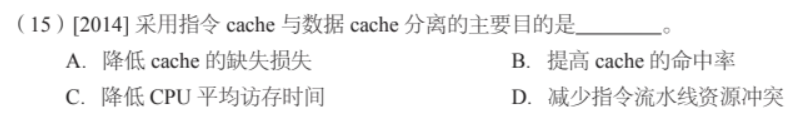 （15）[2014] 采用指令 cache 与数据 cache 分离的主要目的是________。
A. 降低 cache 的缺失损失 B. 提高 cache 的命中率
C. 降低 CPU 平均访存时间 D. 减少指令流水线资源冲突